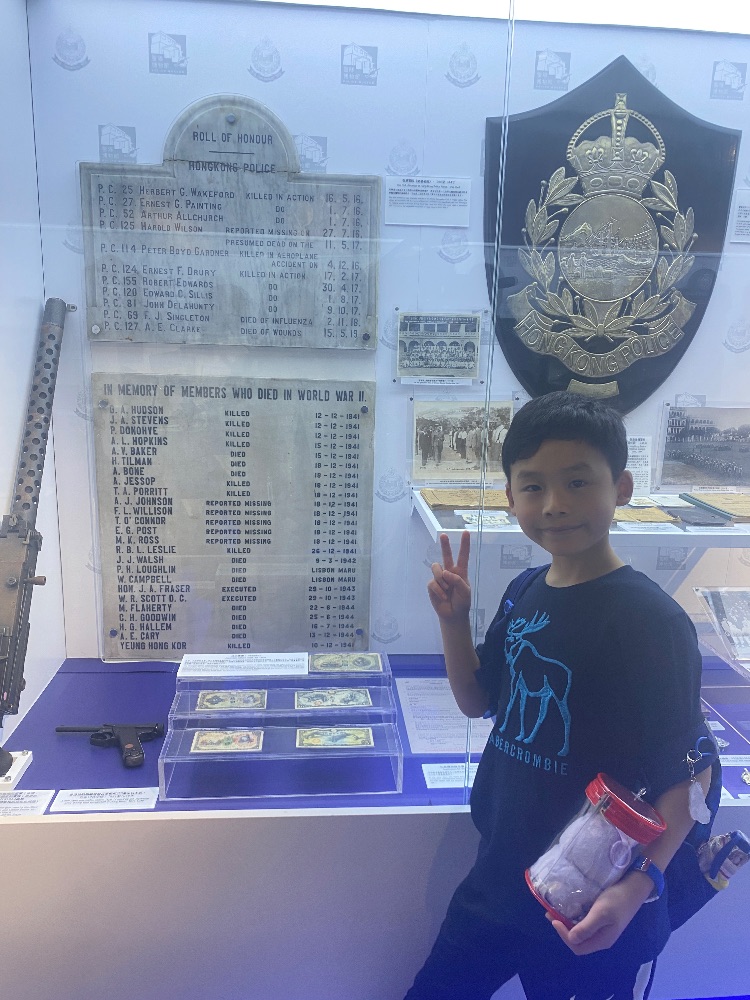 ROLL OF HONOUR
HONGKONG POLICE
P.C. 25 HERBERT G. WAKEFORD KILLED IN ACTION 16. 5. 16.
P.C. 27 ERNEST G. PAINTING DO 1. 7. 16.
P.C. 52 ARTHUR ALLCHURCH DO 1. 7. 16.
P.C. 125 HAROLD WILSON REPORTED MISSING ON 27. 7. 16.
PRESUMED DEAD ON THE 11. 5. 17.
P.C. 114 PETER BOYD GARDNER KILLED IN AEROPLANE
ACCIDENT ON 4. 12. 16.
P.C. 124 ERNEST F. DRURY KILLED IN ACTION 17. 2. 17.
P.C. 155 ROBERT EDWARDS DO 30. 4. 17.
P.C. 120 EDWARD C. SILLIS DO 1. 8. 17.
P.C. 81 JOHN DELAHUNTY DO 9. 10. 17.
P.C. 69 F. J. SINGLETON DIED OF INFLUENZA 2. 11. 18.
P.C. 127 A. E. CLARKE DIED OF WOUNDS 15. 5. 19.
IN MEMORY OF MEMBERS WHO DIED IN WORLD WAR II.
G. A. HUDSON KILLED 12 - 12 - 1941
J. A. STEVENS KILLED 12 - 12 - 1941
P. DONOHYE KILLED 12 - 12 - 1941
A. L. HOPKINS KILLED 15 - 12 - 1941
A. V. BAKER DIED 15 - 12 - 1941
H. TILMAN DIED 18 - 12 - 1941
A. BONE DIED 18 - 12 - 1941
A. JESSOP KILLED 18 - 12 - 1941
T. A. PORRITT KILLED 18 - 12 - 1941
A. J. JOHNSON REPORTED MISSING 18 - 12 - 1941
F. L. WILLISON REPORTED MISSING 18 - 12 - 1941
T. O'CONNOR REPORTED MISSING 18 - 12 - 1941
E. G. POST REPORTED MISSING 18 - 12 - 1941
M. K. ROSS REPORTED MISSING 18 - 12 - 1941
R. B. L. LESLIE KILLED 26 - 12 - 1941
J. J. WALSH DIED 9 - 3 - 1942
P. H. LOUGHLIN DIED LISBON MARU
W. CAMPBELL DIED LISBON MARU
HON. J. A. FRASER EXECUTED 29 - 10 - 1943
W. R. SCOTT O. C. EXECUTED 29 - 10 - 1943
M. FLAHERTY DIED 22 - 6 - 1944
C. H. GOODWIN DIED 25 - 6 - 1944
H. G. HALLEM DIED 16 - 7 - 1944
A. E. CARY DIED 13 - 12 - 1944
YEUNG HONG KOR KILLED 10 - 12 - 1941
HONGKONG POLICE
ABERCROMBIE